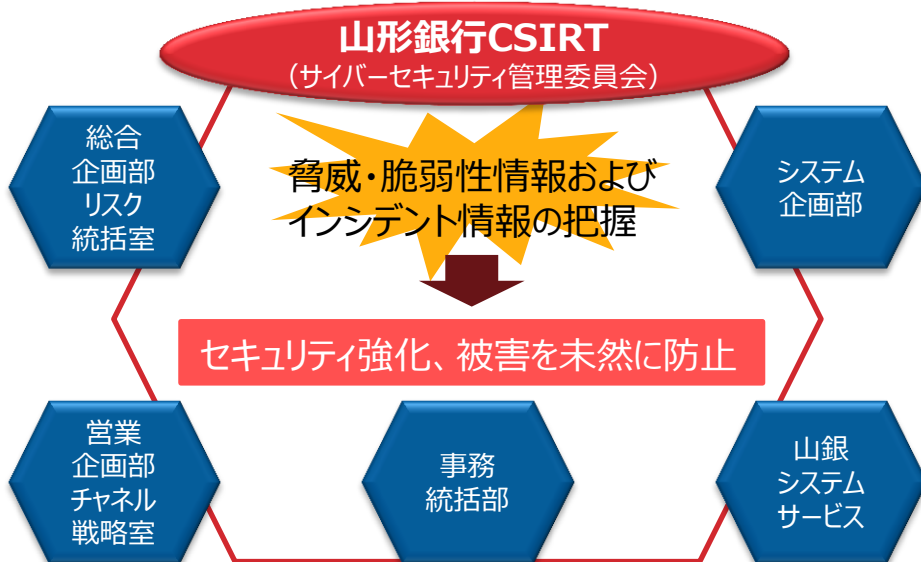 山形銀行CSIRT
（サイバーセキュリティ管理委員会）
総合
企画部
リスク
統括室
脅威・脆弱性情報および
インシデント情報の把握
システム
企画部
セキュリティ強化、被害を未然に防止
営業
企画部
チャネル
戦略室
事務
統括部
山銀
システム
サービス